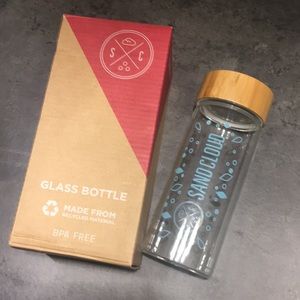 S C
GLASS BOTTLE
MADE FROM
RECYCLED MATERIAL
BPA FREE
SAND CLOUD